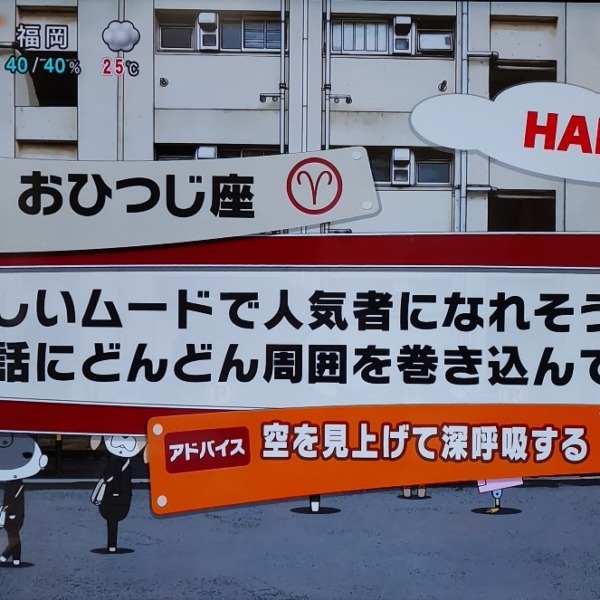 福岡
40/40%
25℃
HAP
おひつじ座
しいムードで人気者になれそう
話にどんどん周囲を巻き込んで
アドバイス
空を見上げて深呼吸する